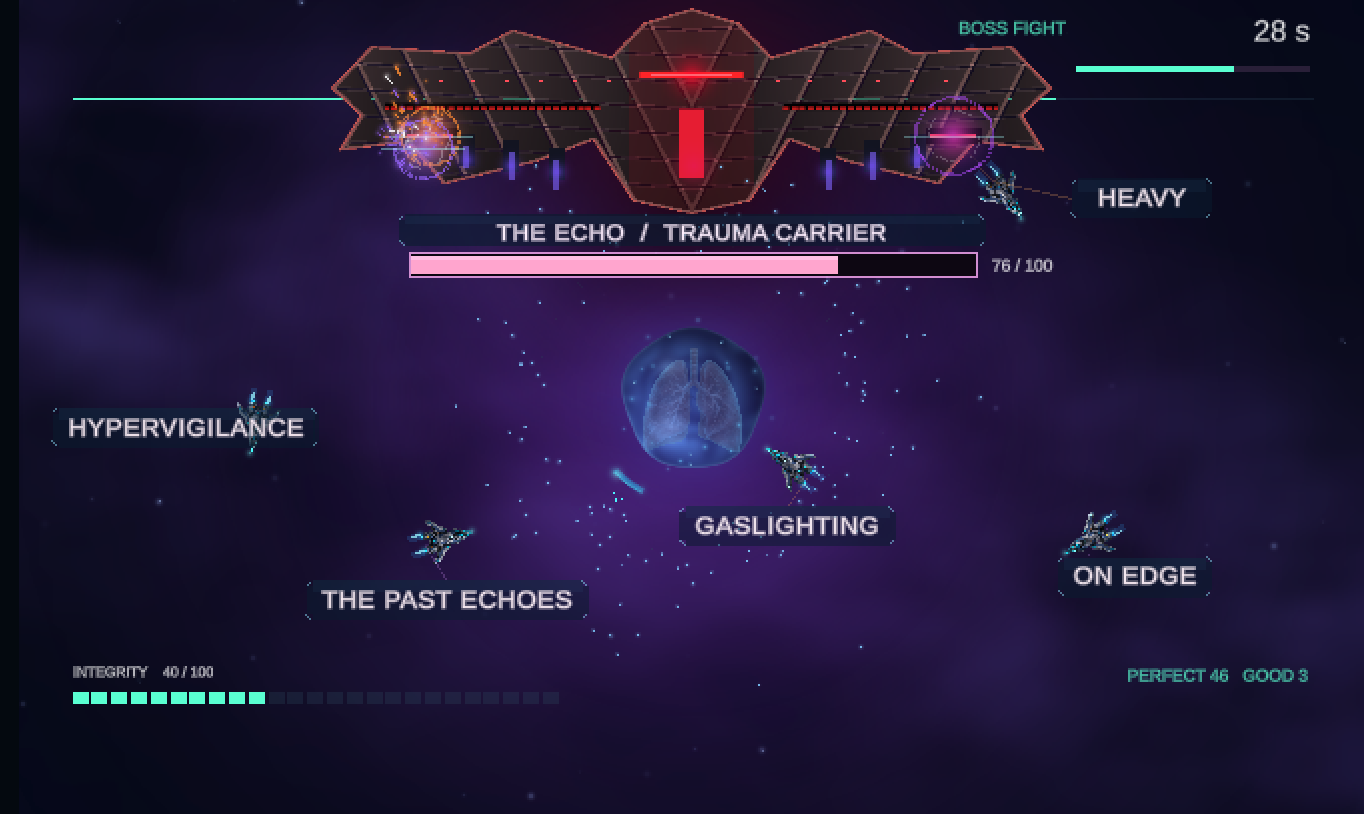 BOSS FIGHT
28 s
HEAVY
THE ECHO / TRAUMA CARRIER
76 / 100
HYPERVIGILANCE
GASLIGHTING
ON EDGE
THE PAST ECHOES
INTEGRITY 40 / 100
PERFECT 46 GOOD 3